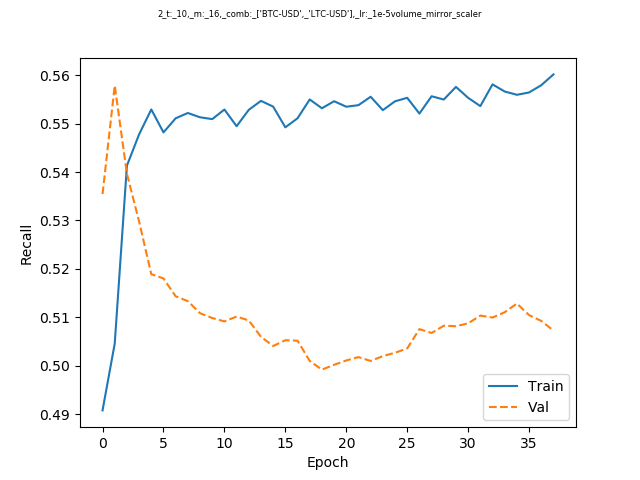 2_t:_10,_m:_16,_comb:_['BTC-USD',_'LTC-USD'],_lr:_1e-5volume_mirror_scaler
0.56
0.55
0.54
0.53
0.52
0.51
0.50
0.49
Recall
0 5 10 15 20 25 30 35
Epoch
Train
Val